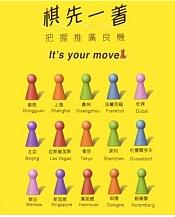 棋先一着
把握推廣良機
It's your move
東莞 上海 廣州 法蘭克福 杜拜
Dongguan Shanghai Guangzhou Frankfurt Dubai
北京 拉斯維加斯 東京 深圳 杜塞爾多夫
Beijing Las Vegas Tokyo Shenzhen Dusseldorf
華沙 新加坡 漢諾威 科隆 紐倫堡
Warsaw Singapore Hannover Cologne Nuremberg